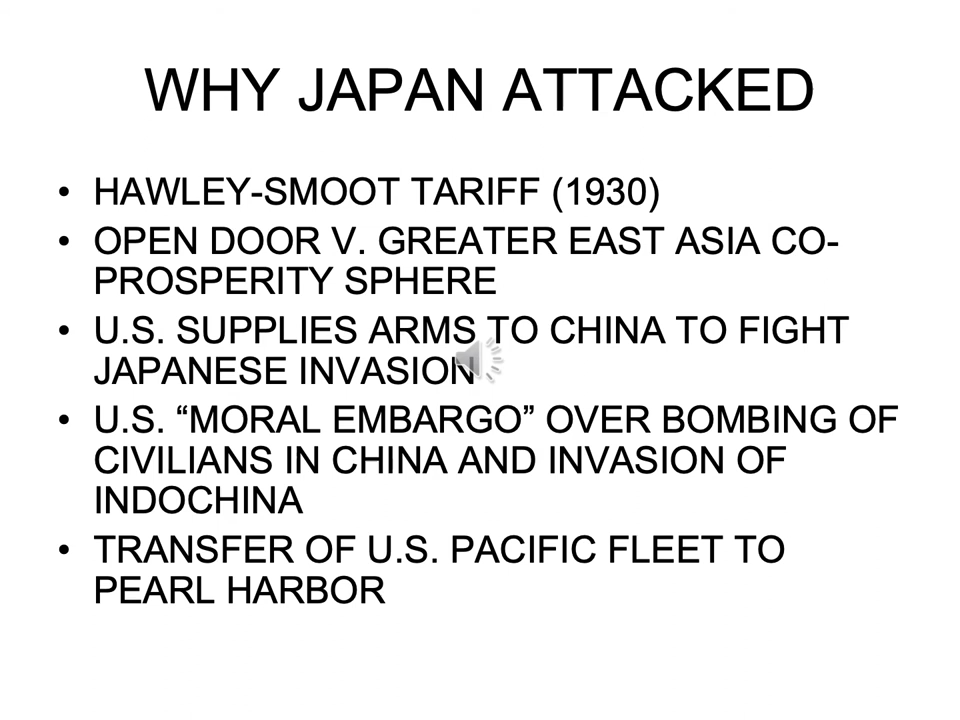 WHY JAPAN ATTACKED
• HAWLEY-SMOOT TARIFF (1930)
• OPEN DOOR V. GREATER EAST ASIA CO-
PROSPERITY SPHERE
• U.S. SUPPLIES ARMS TO CHINA TO FIGHT
JAPANESE INVASION
• U.S. “MORAL EMBARGO” OVER BOMBING OF
CIVILIANS IN CHINA AND INVASION OF
INDOCHINA
• TRANSFER OF U.S. PACIFIC FLEET TO
PEARL HARBOR